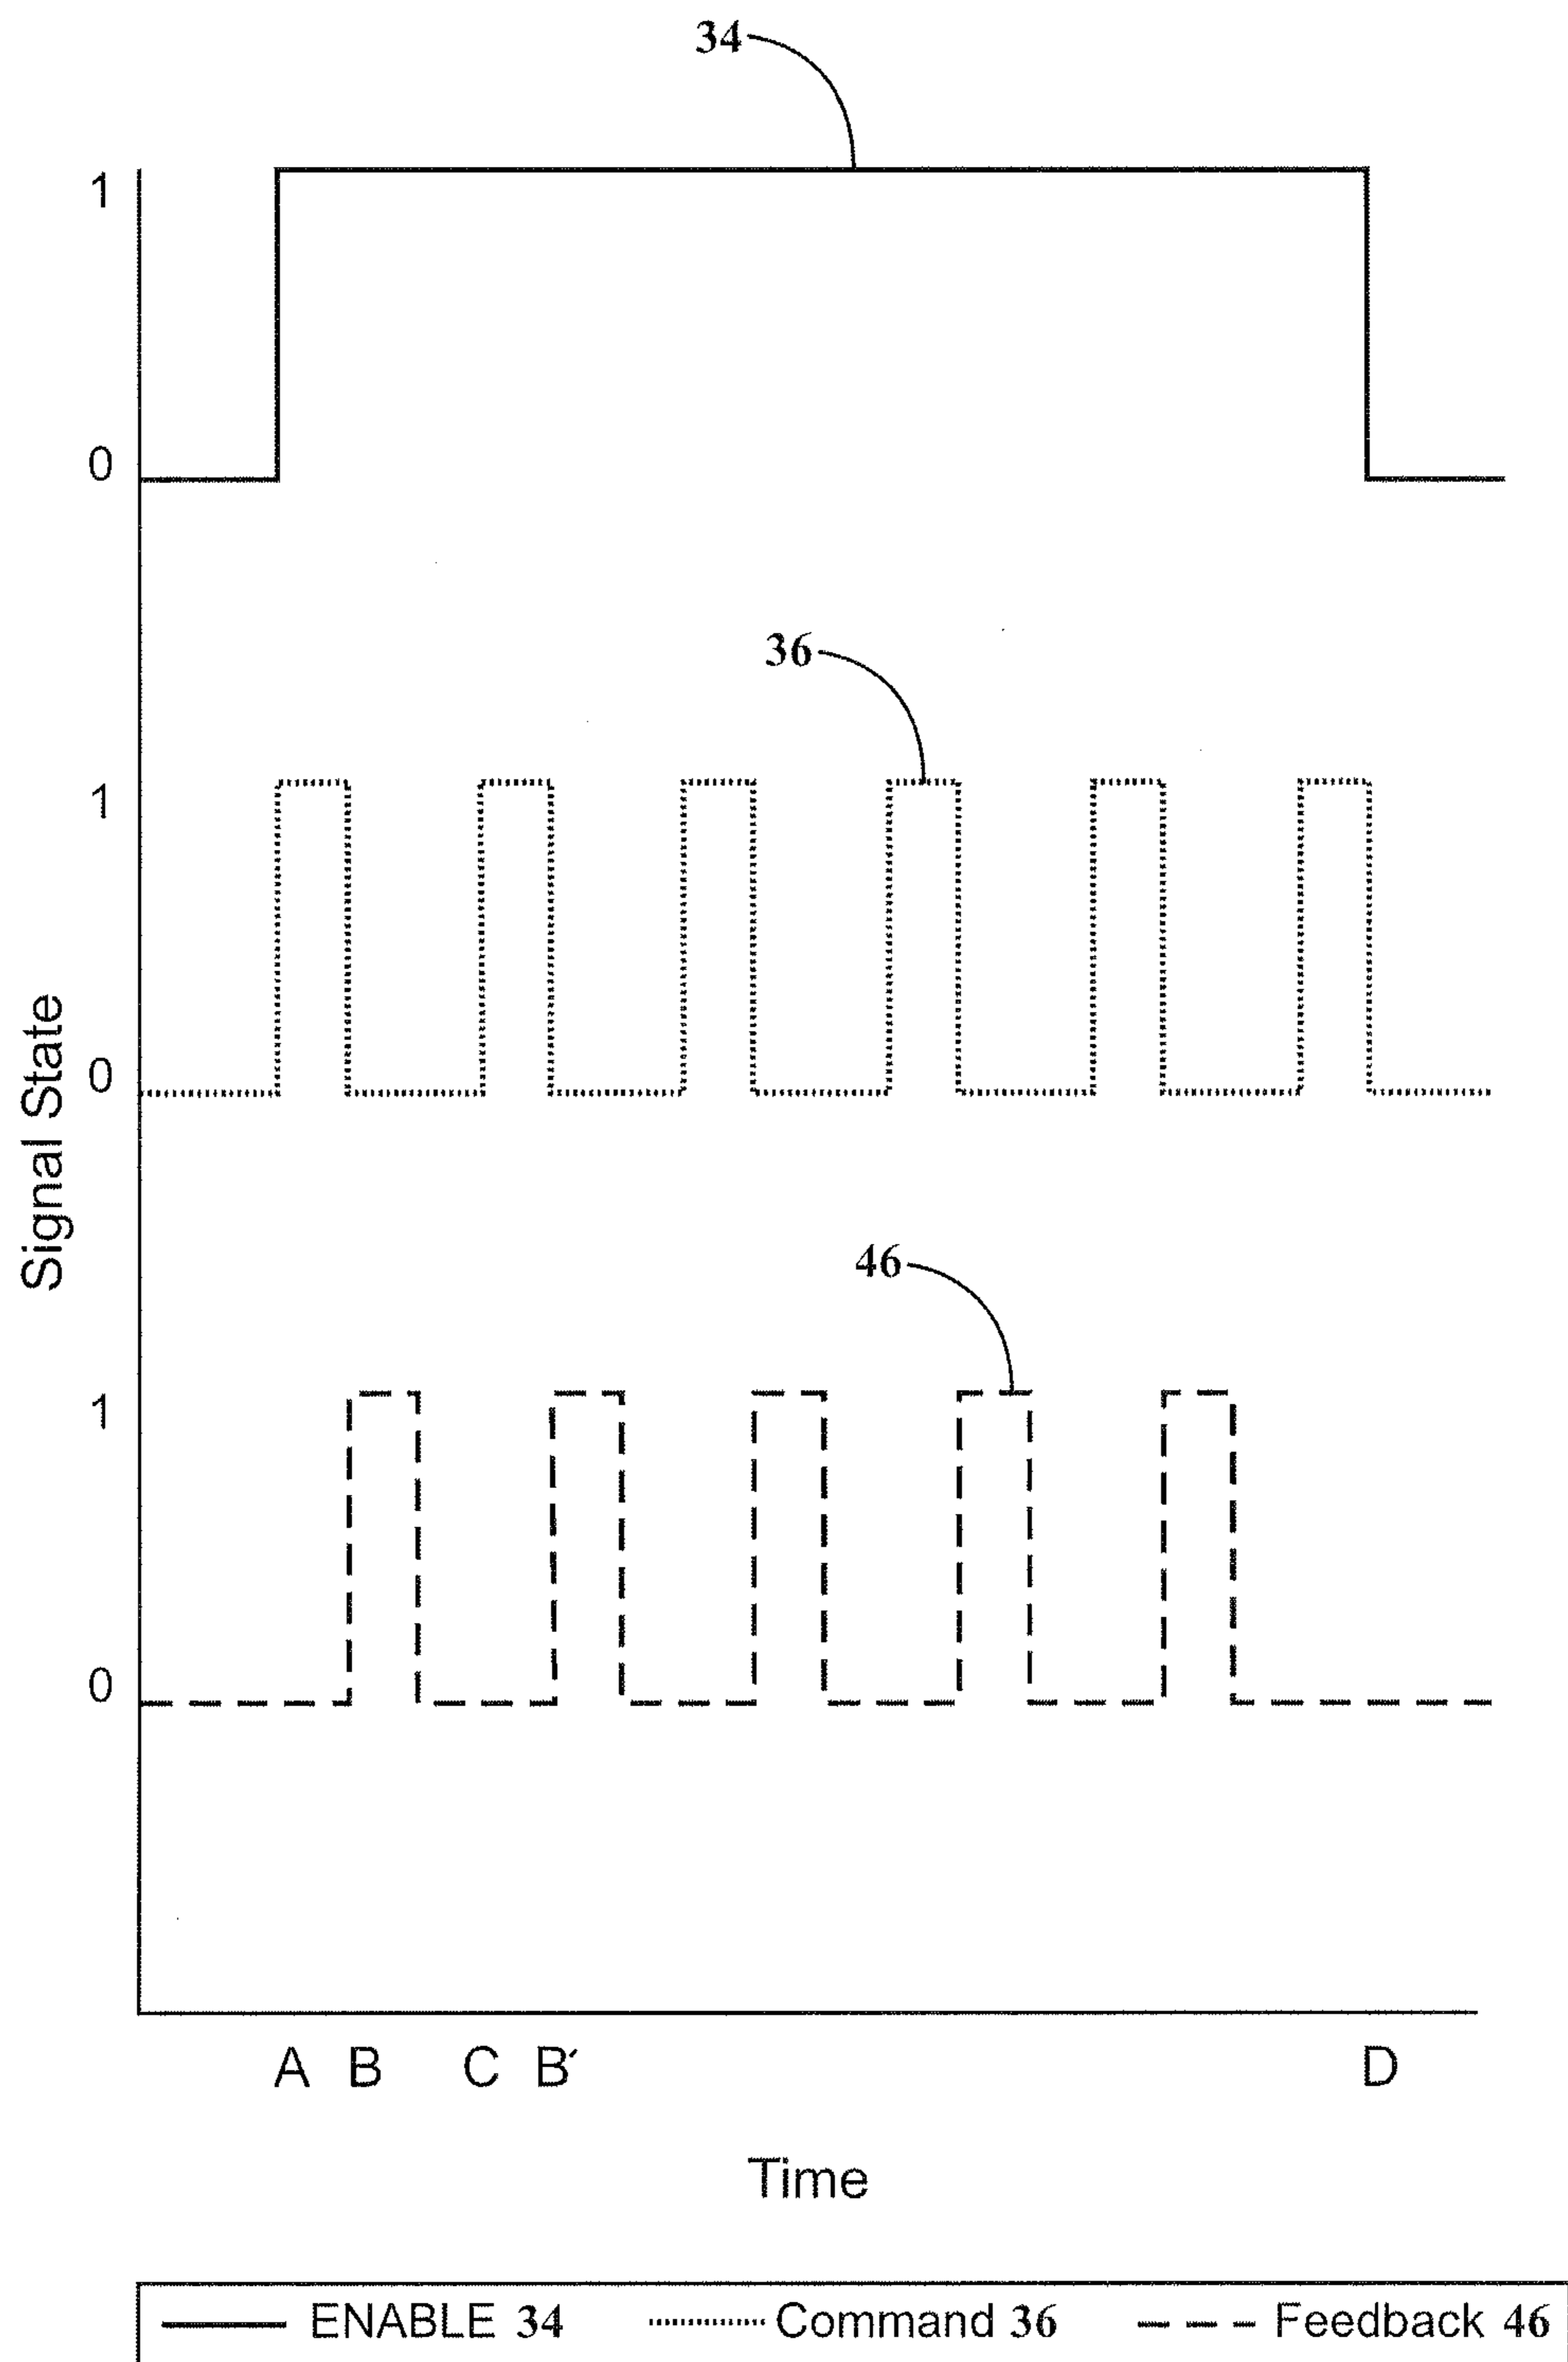 34
1
0
36
1
0
Signal State
46
1
0
A B C B′ D
Time
ENABLE 34 Command 36 Feedback 46